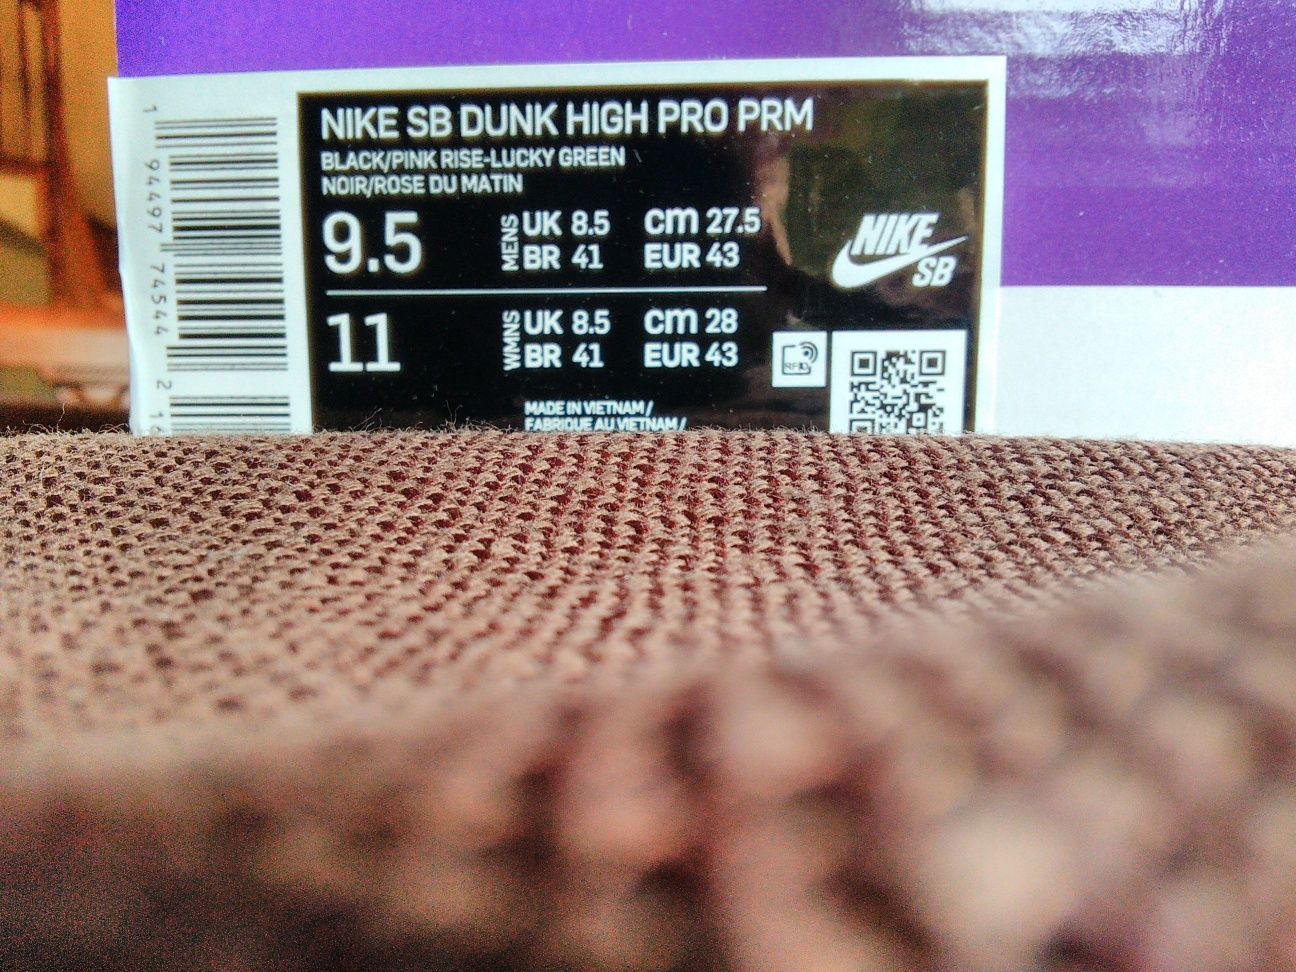 NIKE SB DUNK HIGH PRO PRM
BLACK/PINK RISE-LUCKY GREEN
NOIR/ROSE DU MATIN
9.5 MENS UK 8.5 cm 27.5
BR 41 EUR 43
11 WMNS UK 8.5 cm 28
BR 41 EUR 43
MADE IN VIETNAM /
FABRIQUE AU VIETNAM /
NIKE
SB
RFID
1 94497 74544 2